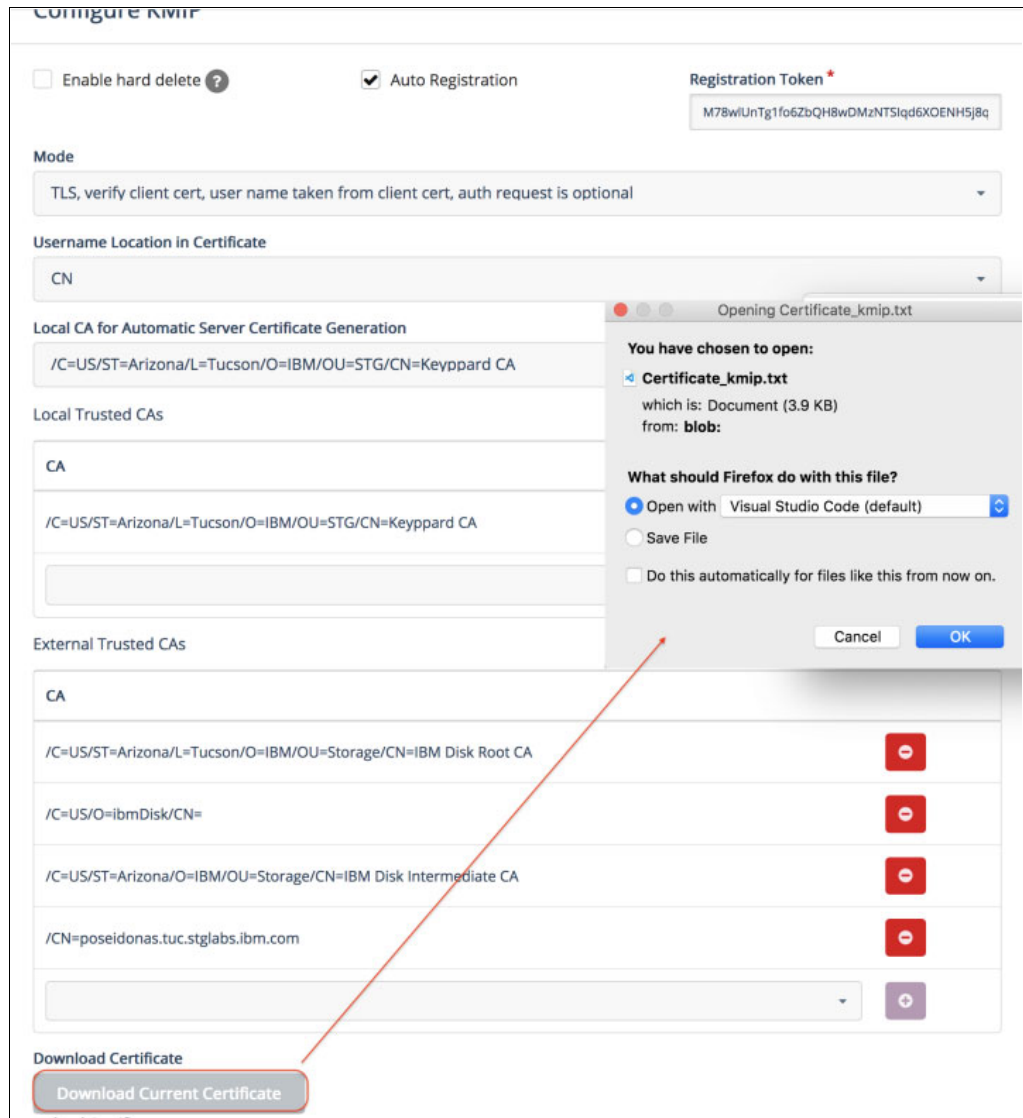 Configure KMIP
Enable hard delete ?
Auto Registration
Registration Token *
Mode
TLS, verify client cert, user name taken from client cert, auth request is optional
Username Location in Certificate
CN
Local CA for Automatic Server Certificate Generation
/C=US/ST=Arizona/L=Tucson/O=IBM/OU=STG/CN=Keyppard CA
Local Trusted CAs
CA
/C=US/ST=Arizona/L=Tucson/O=IBM/OU=STG/CN=Keyppard CA
Opening Certificate_kmip.txt
You have chosen to open:
Certificate_kmip.txt
which is: Document (3.9 KB)
from: blob:
What should Firefox do with this file?
Open with Visual Studio Code (default)
Save File
Do this automatically for files like this from now on.
Cancel
OK
External Trusted CAs
CA
/C=US/ST=Arizona/L=Tucson/O=IBM/OU=Storage/CN=IBM Disk Root CA
/C=US/O=ibmDisk/CN=
/C=US/ST=Arizona/O=IBM/OU=Storage/CN=IBM Disk Intermediate CA
/CN=poseidonas.tuc.stglabs.ibm.com
Download Certificate
Download Current Certificate